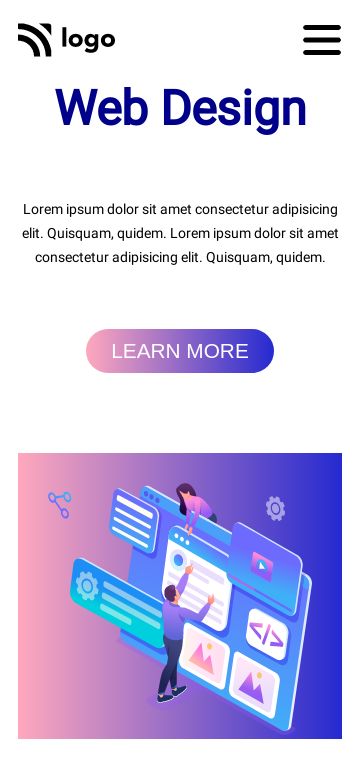 logo
Web Design
Lorem ipsum dolor sit amet consectetur adipisicing
elit. Quisquam, quidem. Lorem ipsum dolor sit amet
consectetur adipisicing elit. Quisquam, quidem.
LEARN MORE
</>